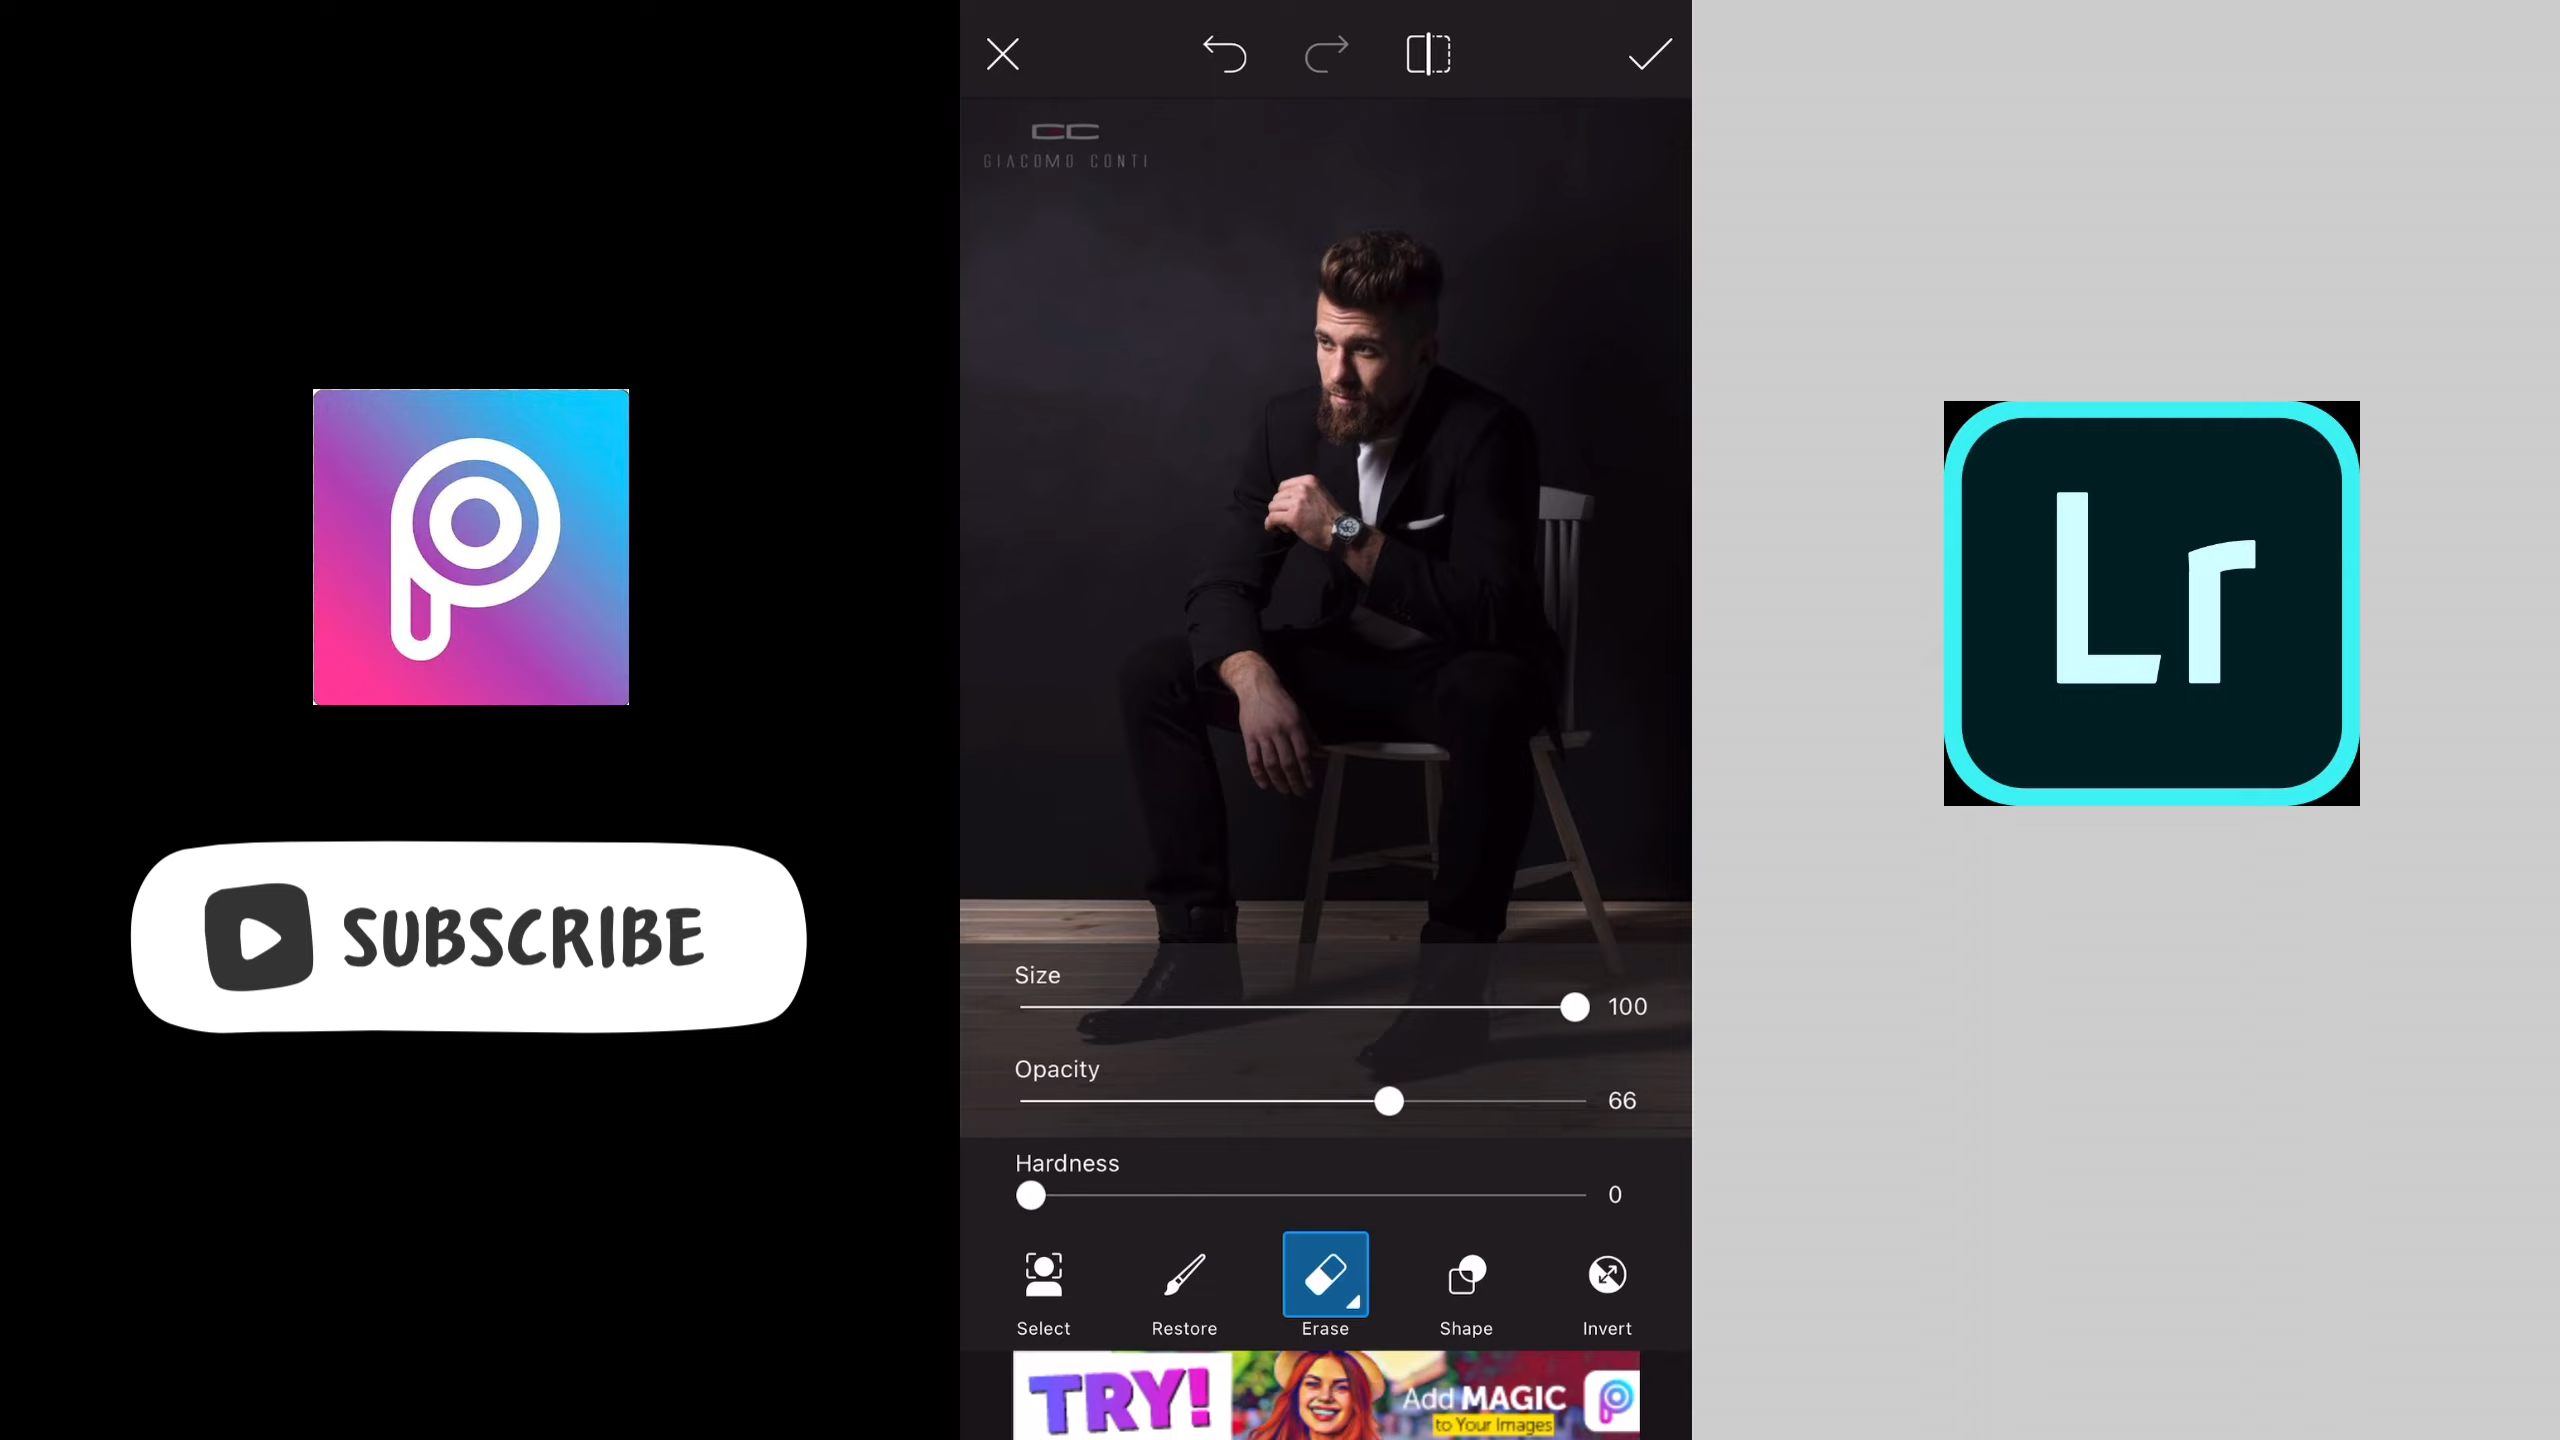 GIACOMO CONTI
SUBSCRIBE
Lr
Size
100
Opacity
66
Hardness
0
Select
Restore
Erase
Shape
Invert
TRY!
Add MAGIC
to Your Images